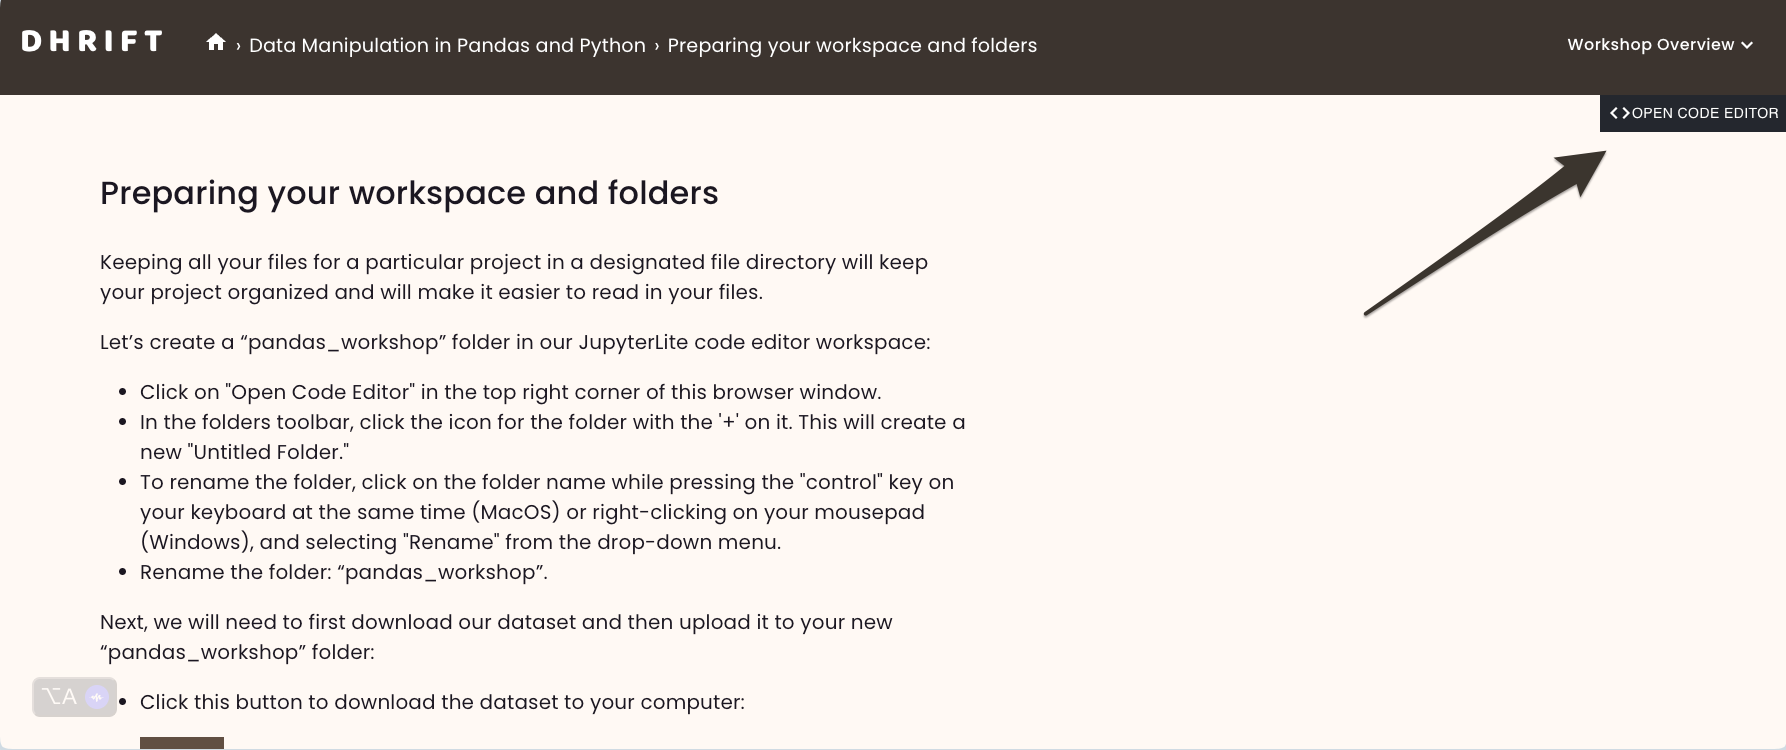 DHRIFT
› Data Manipulation in Pandas and Python › Preparing your workspace and folders
Workshop Overview
<>OPEN CODE EDITOR
Preparing your workspace and folders
Keeping all your files for a particular project in a designated file directory will keep
your project organized and will make it easier to read in your files.
Let’s create a “pandas_workshop” folder in our JupyterLite code editor workspace:
• Click on "Open Code Editor" in the top right corner of this browser window.
• In the folders toolbar, click the icon for the folder with the '+' on it. This will create a
new "Untitled Folder."
• To rename the folder, click on the folder name while pressing the "control" key on
your keyboard at the same time (MacOS) or right-clicking on your mousepad
(Windows), and selecting "Rename" from the drop-down menu.
• Rename the folder: “pandas_workshop”.
Next, we will need to first download our dataset and then upload it to your new
“pandas_workshop” folder:
⌥A
• Click this button to download the dataset to your computer: